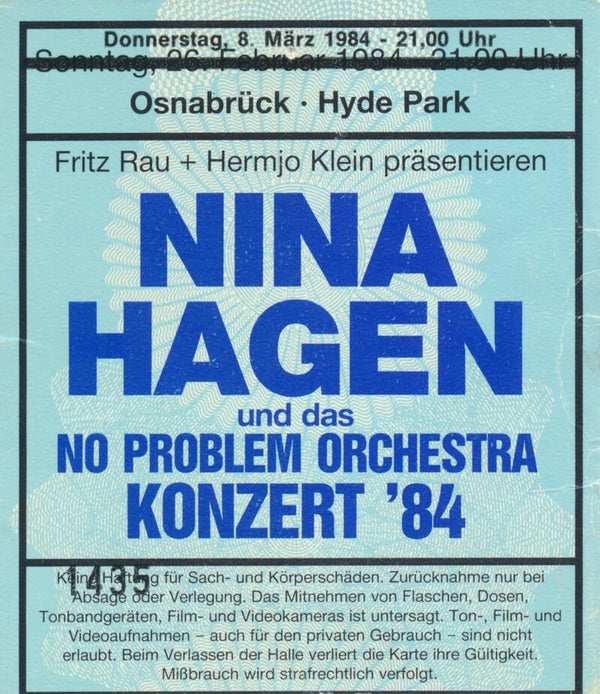 Donnerstag, 8. März 1984 - 21,00 Uhr
Sonntag, 26. Februar 1984 - 21.00 Uhr
Osnabrück · Hyde Park
Fritz Rau + Hermjo Klein präsentieren
NINA
HAGEN
und das
NO PROBLEM ORCHESTRA
KONZERT ’84
1435
Keine Haftung für Sach- und Körperschäden. Zurücknahme nur bei
Absage oder Verlegung. Das Mitnehmen von Flaschen, Dosen,
Tonbandgeräten, Film- und Videokameras ist untersagt. Ton-, Film- und
Videoaufnahmen – auch für den privaten Gebrauch – sind nicht
erlaubt. Beim Verlassen der Halle verliert die Karte ihre Gültigkeit.
Mißbrauch wird strafrechtlich verfolgt.